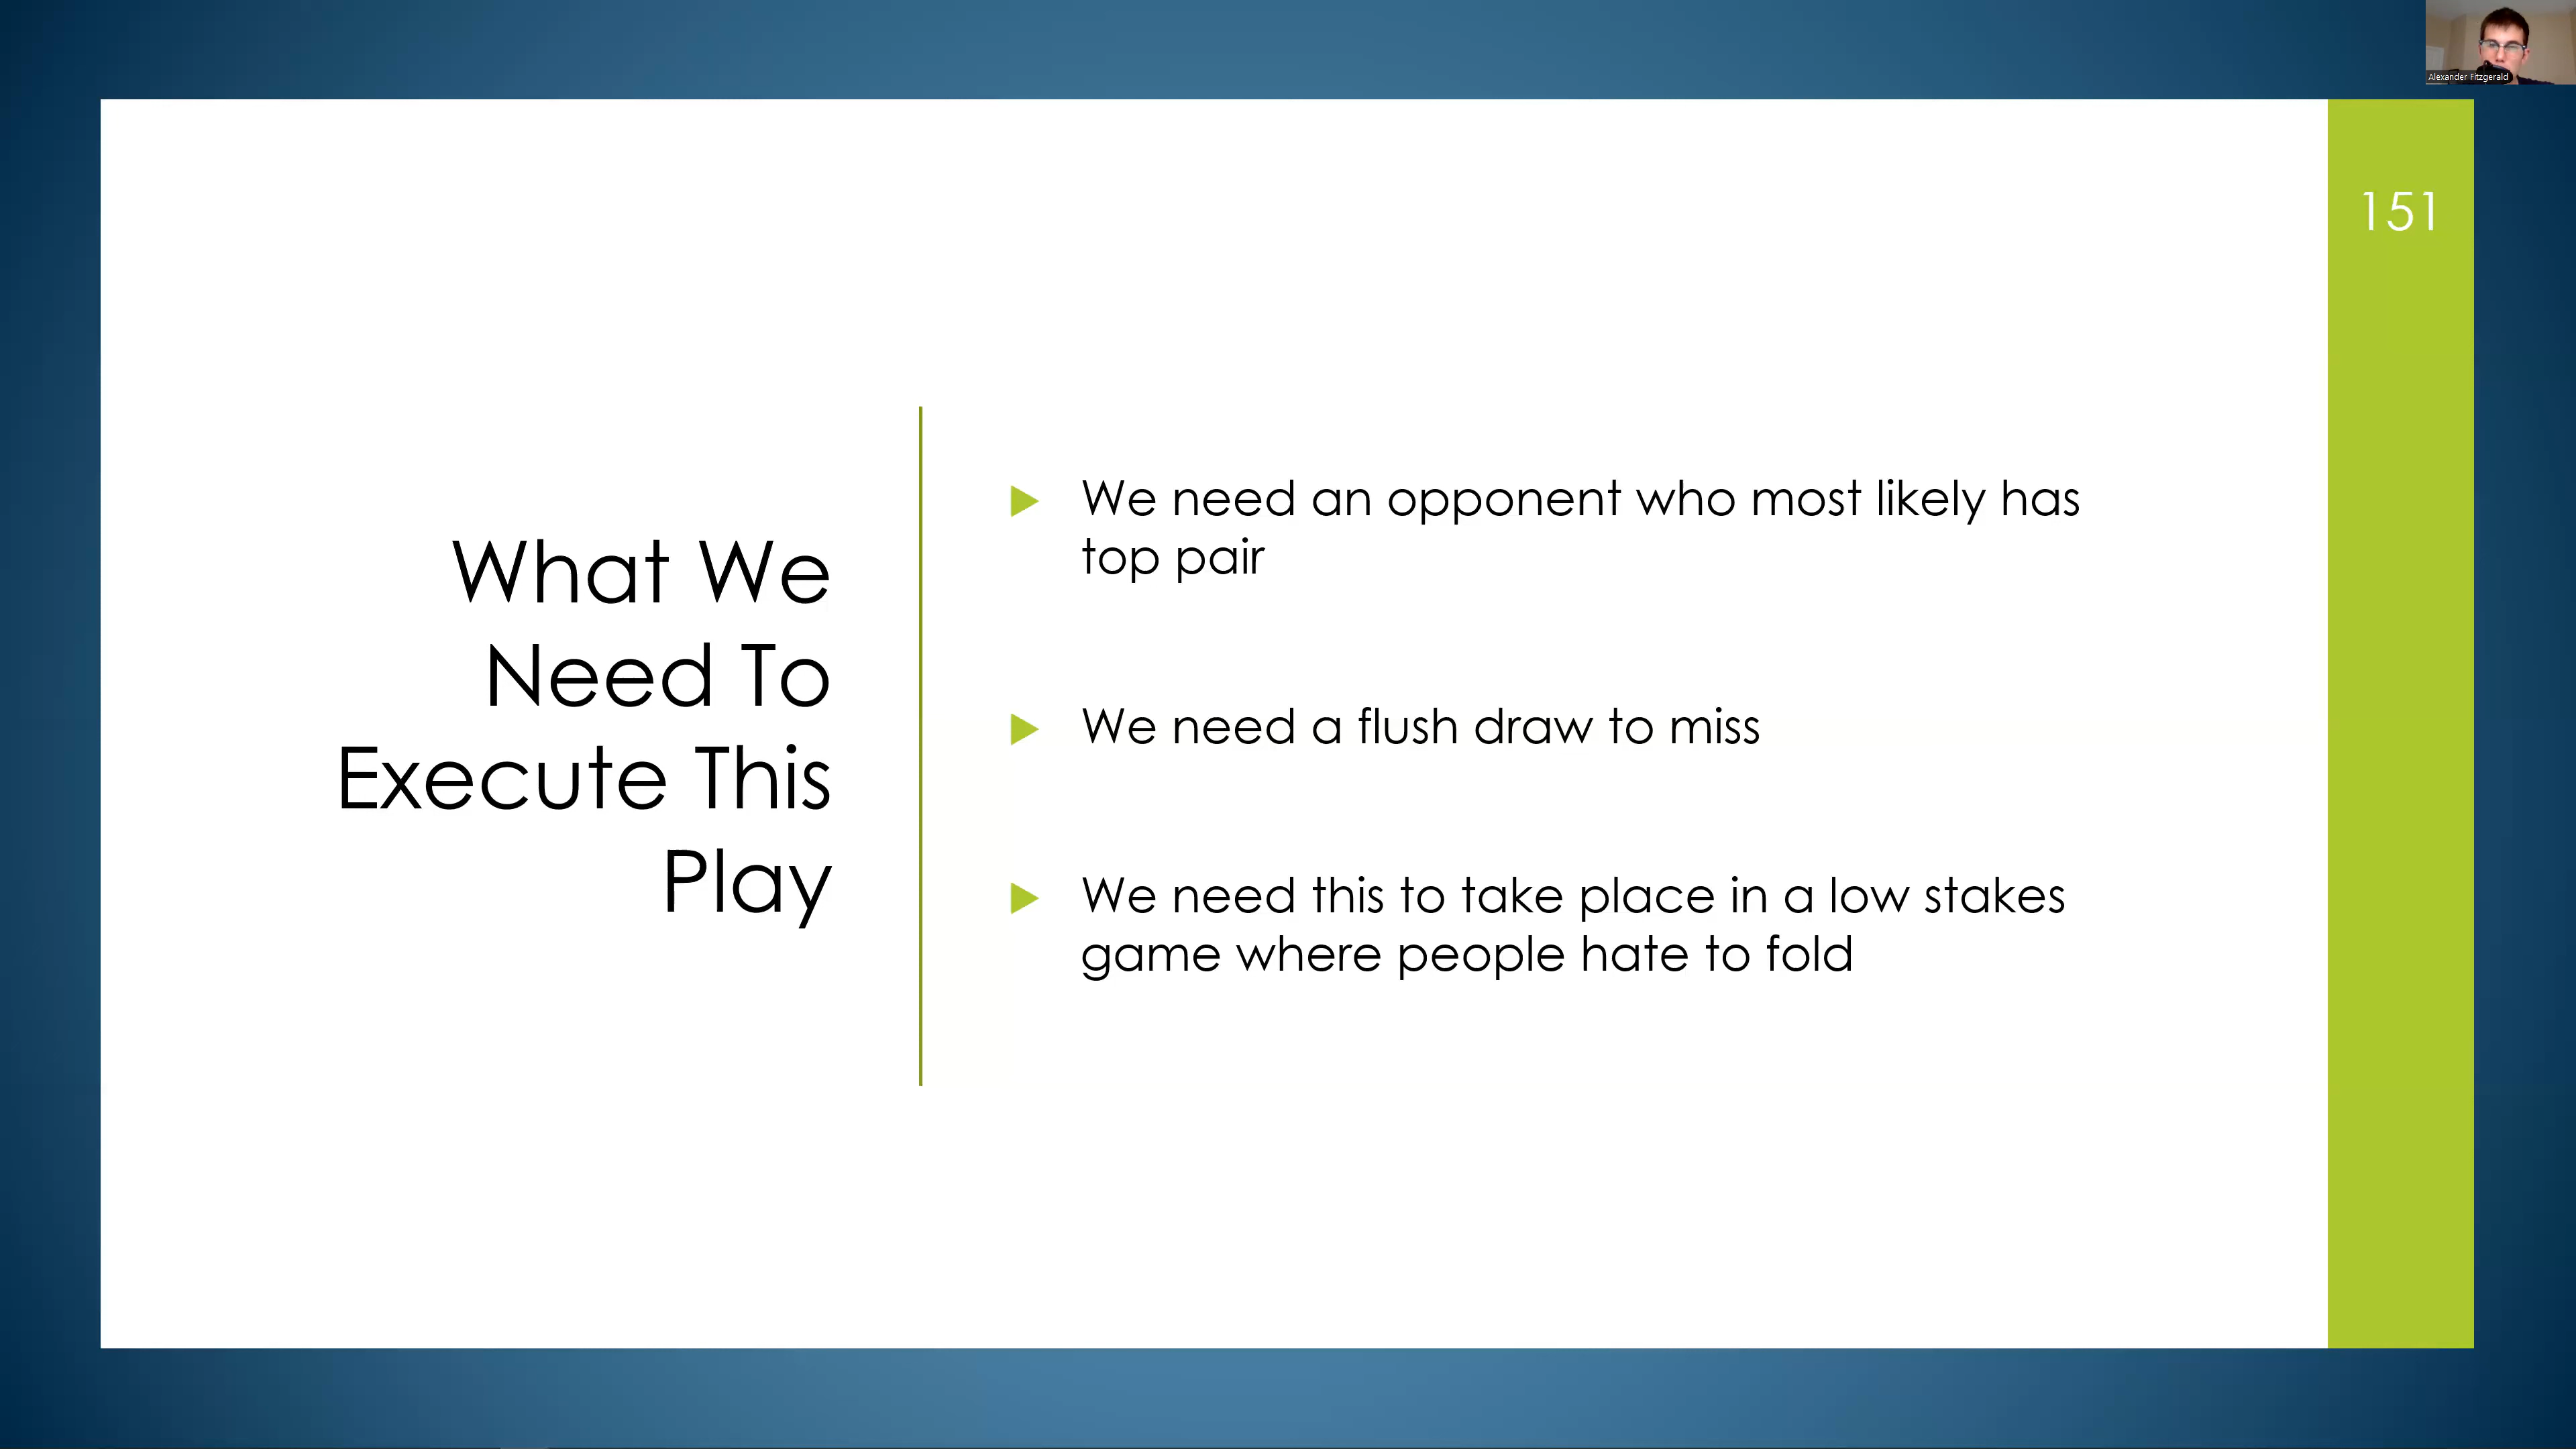 Alexander Fitzgerald
151
What We
Need To
Execute This
Play
We need an opponent who most likely has
top pair
We need a flush draw to miss
We need this to take place in a low stakes
game where people hate to fold